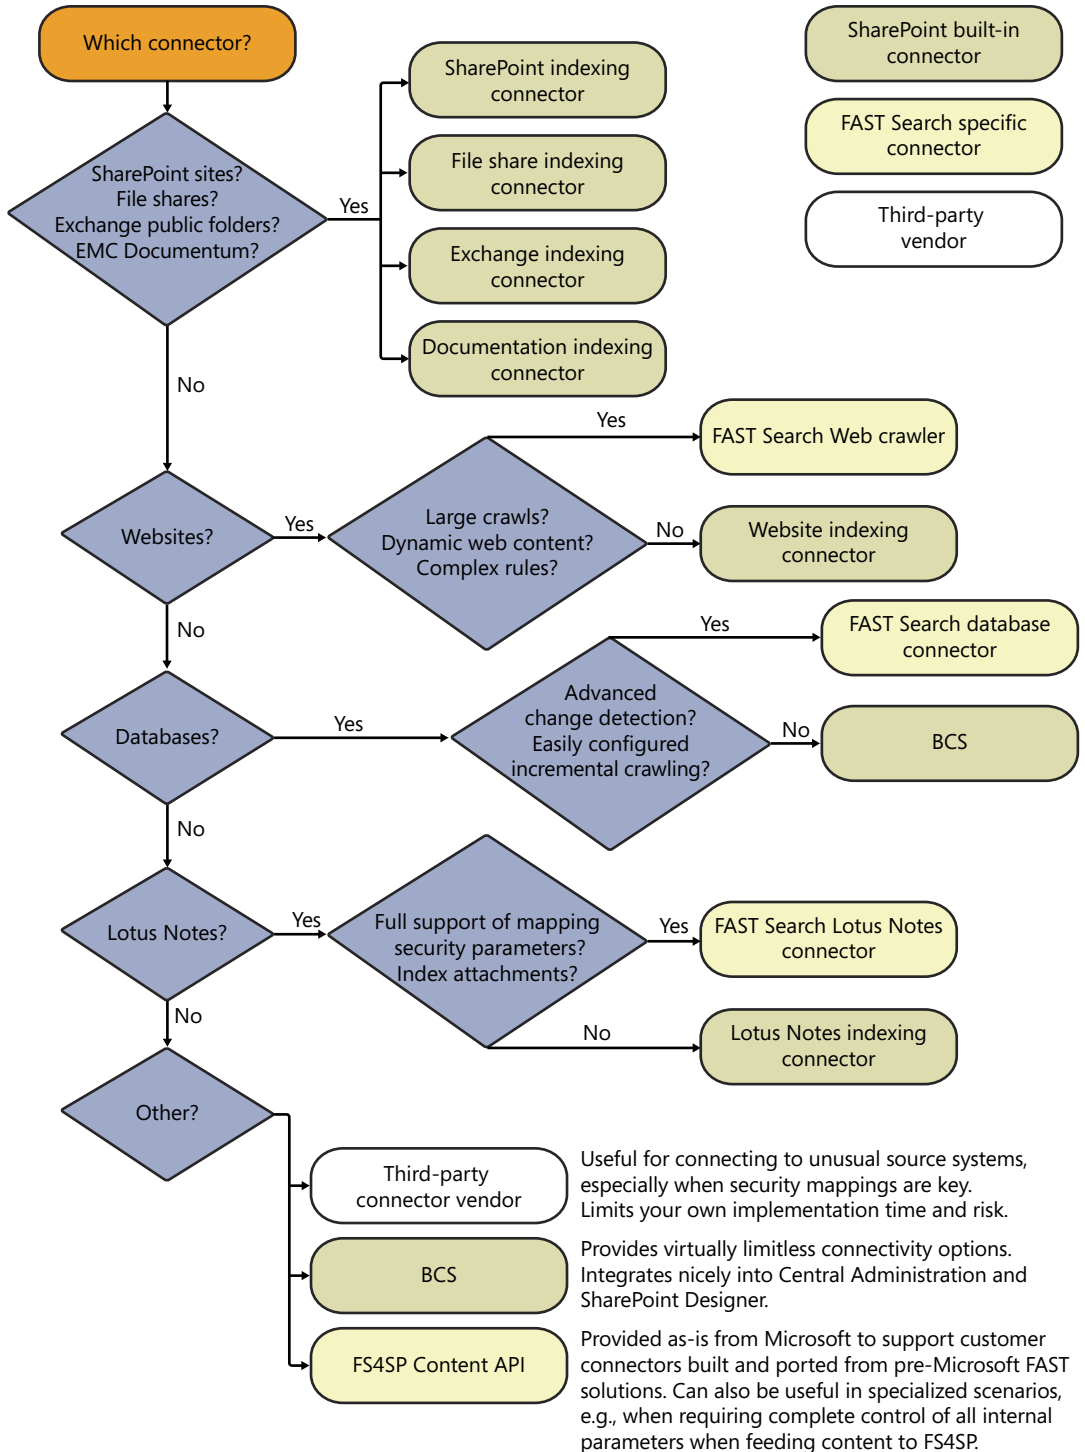 Which connector?
SharePoint built-in
connector
FAST Search specific
connector
Third-party
vendor
SharePoint sites?
File shares?
Exchange public folders?
EMC Documentum?
Yes
SharePoint indexing
connector
File share indexing
connector
Exchange indexing
connector
Documentation indexing
connector
No
Websites?
Yes
Large crawls?
Dynamic web content?
Complex rules?
Yes
FAST Search Web crawler
No
Website indexing
connector
No
Databases?
Yes
Advanced
change detection?
Easily configured
incremental crawling?
Yes
FAST Search database
connector
No
BCS
No
Lotus Notes?
Yes
Full support of mapping
security parameters?
Index attachments?
Yes
FAST Search Lotus Notes
connector
No
Lotus Notes indexing
connector
No
Other?
Third-party
connector vendor
Useful for connecting to unusual source systems,
especially when security mappings are key.
Limits your own implementation time and risk.
BCS
Provides virtually limitless connectivity options.
Integrates nicely into Central Administration and
SharePoint Designer.
FS4SP Content API
Provided as-is from Microsoft to support customer
connectors built and ported from pre-Microsoft FAST
solutions. Can also be useful in specialized scenarios,
e.g., when requiring complete control of all internal
parameters when feeding content to FS4SP.